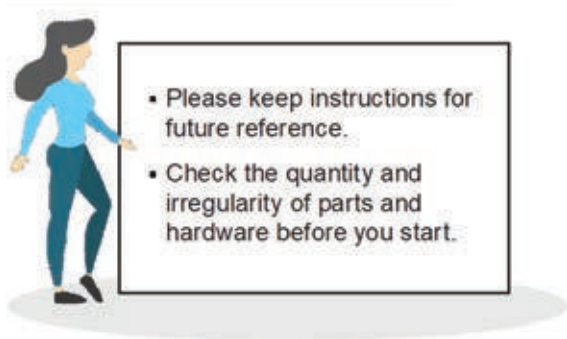 ▪ Please keep instructions for
future reference.
▪ Check the quantity and
irregularity of parts and
hardware before you start.